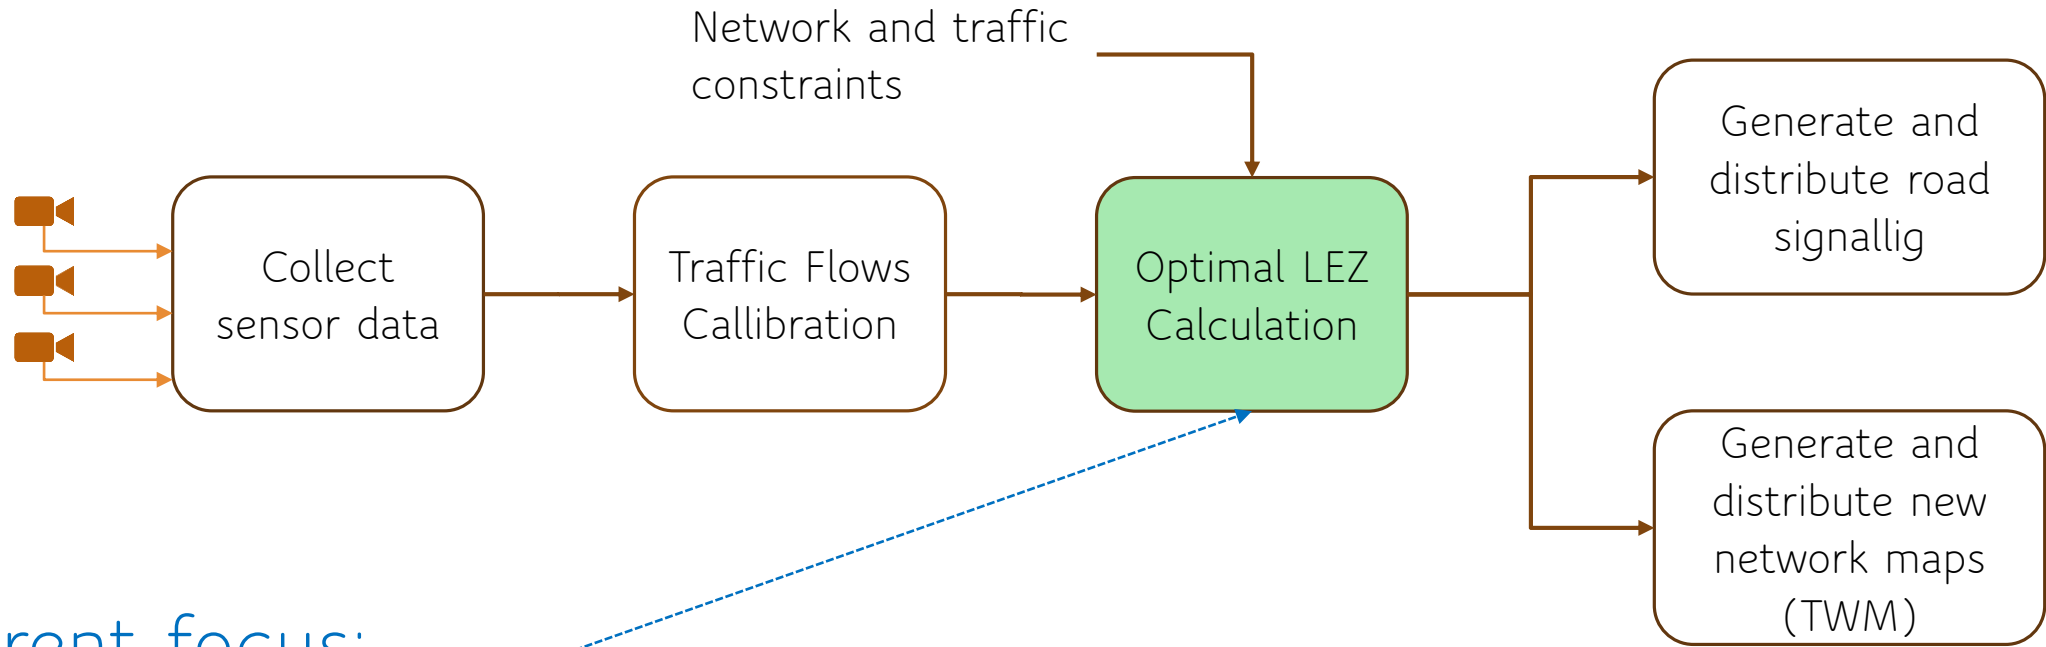 Network and traffic
constraints
Collect
sensor data
Traffic Flows
Callibration
Optimal LEZ
Calculation
Generate and
distribute road
signallig
Generate and
distribute new
network maps
(TWM)
focus: